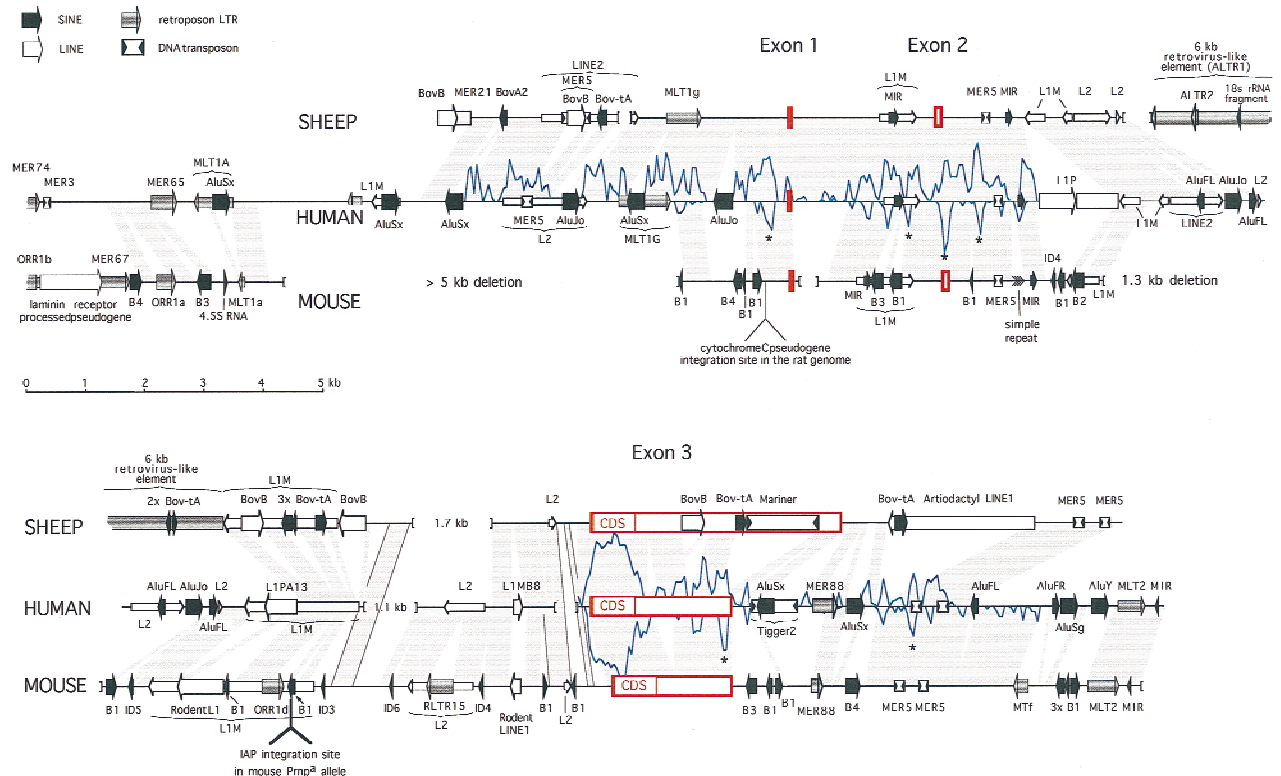 SINE
retroposon LTR
LINE
DNAtransposon
Exon 1
Exon 2
6 kb
retrovirus-like
element (ALTR1)
LINE2
MER5
L1M
BovB MER21 BovA2 BovB Bov-tA MLT1g MIR MER5 MIR L1M L2 L2 ALTR2 18s rRNA
fragment
SHEEP
MLT1A
MER74
MER3 MER65 AluSx L1M L1P AluFL AluJo L2
HUMAN
AluSx AluSx MER5 AluJo AluSx AluJo L1M LINE2 AluFL
L2 MLT1G
* * * *
ORR1b MER67 ID4
> 5 kb deletion
1.3 kb deletion
MOUSE
laminin receptor B4 ORR1a B3 MLT1a
processedpseudogene 4.5S RNA
B1 B4 B1 B1 MIR B3 B1 B1 MER5 MIR B1 B2 L1M
L1M
simple
repeat
cytochromeCpseudogene
integration site in the rat genome
0 1 2 3 4 5 kb
Exon 3
6 kb
retrovirus-like
element
L1M
2x Bov-tA BovB 3x Bov-tA BovB L2 BovB Bov-tA Mariner Bov-tA Artiodactyl LINE1 MER5 MER5
SHEEP
1.7 kb
CDS
AluFL AluJo L2 L1PA13 L2 L1MB8 AluSx MER88 AluFL AluFR AluY MLT2 MIR
HUMAN
1.1 kb
CDS
L2 AluFL L1M Tigger2 AluSx AluSg
* *
MOUSE
CDS
B1 ID5 RodentL1 B1 ORR1d B1 ID3 ID6 RLTR15 ID4 B1 L2 B1 B3 B1 B1 MER88 B4 MER5 MER5 MTf 3x B1 MLT2 MIR
L1M
L2
Rodent
LINE1
IAP integration site
in mouse Prnpa allele